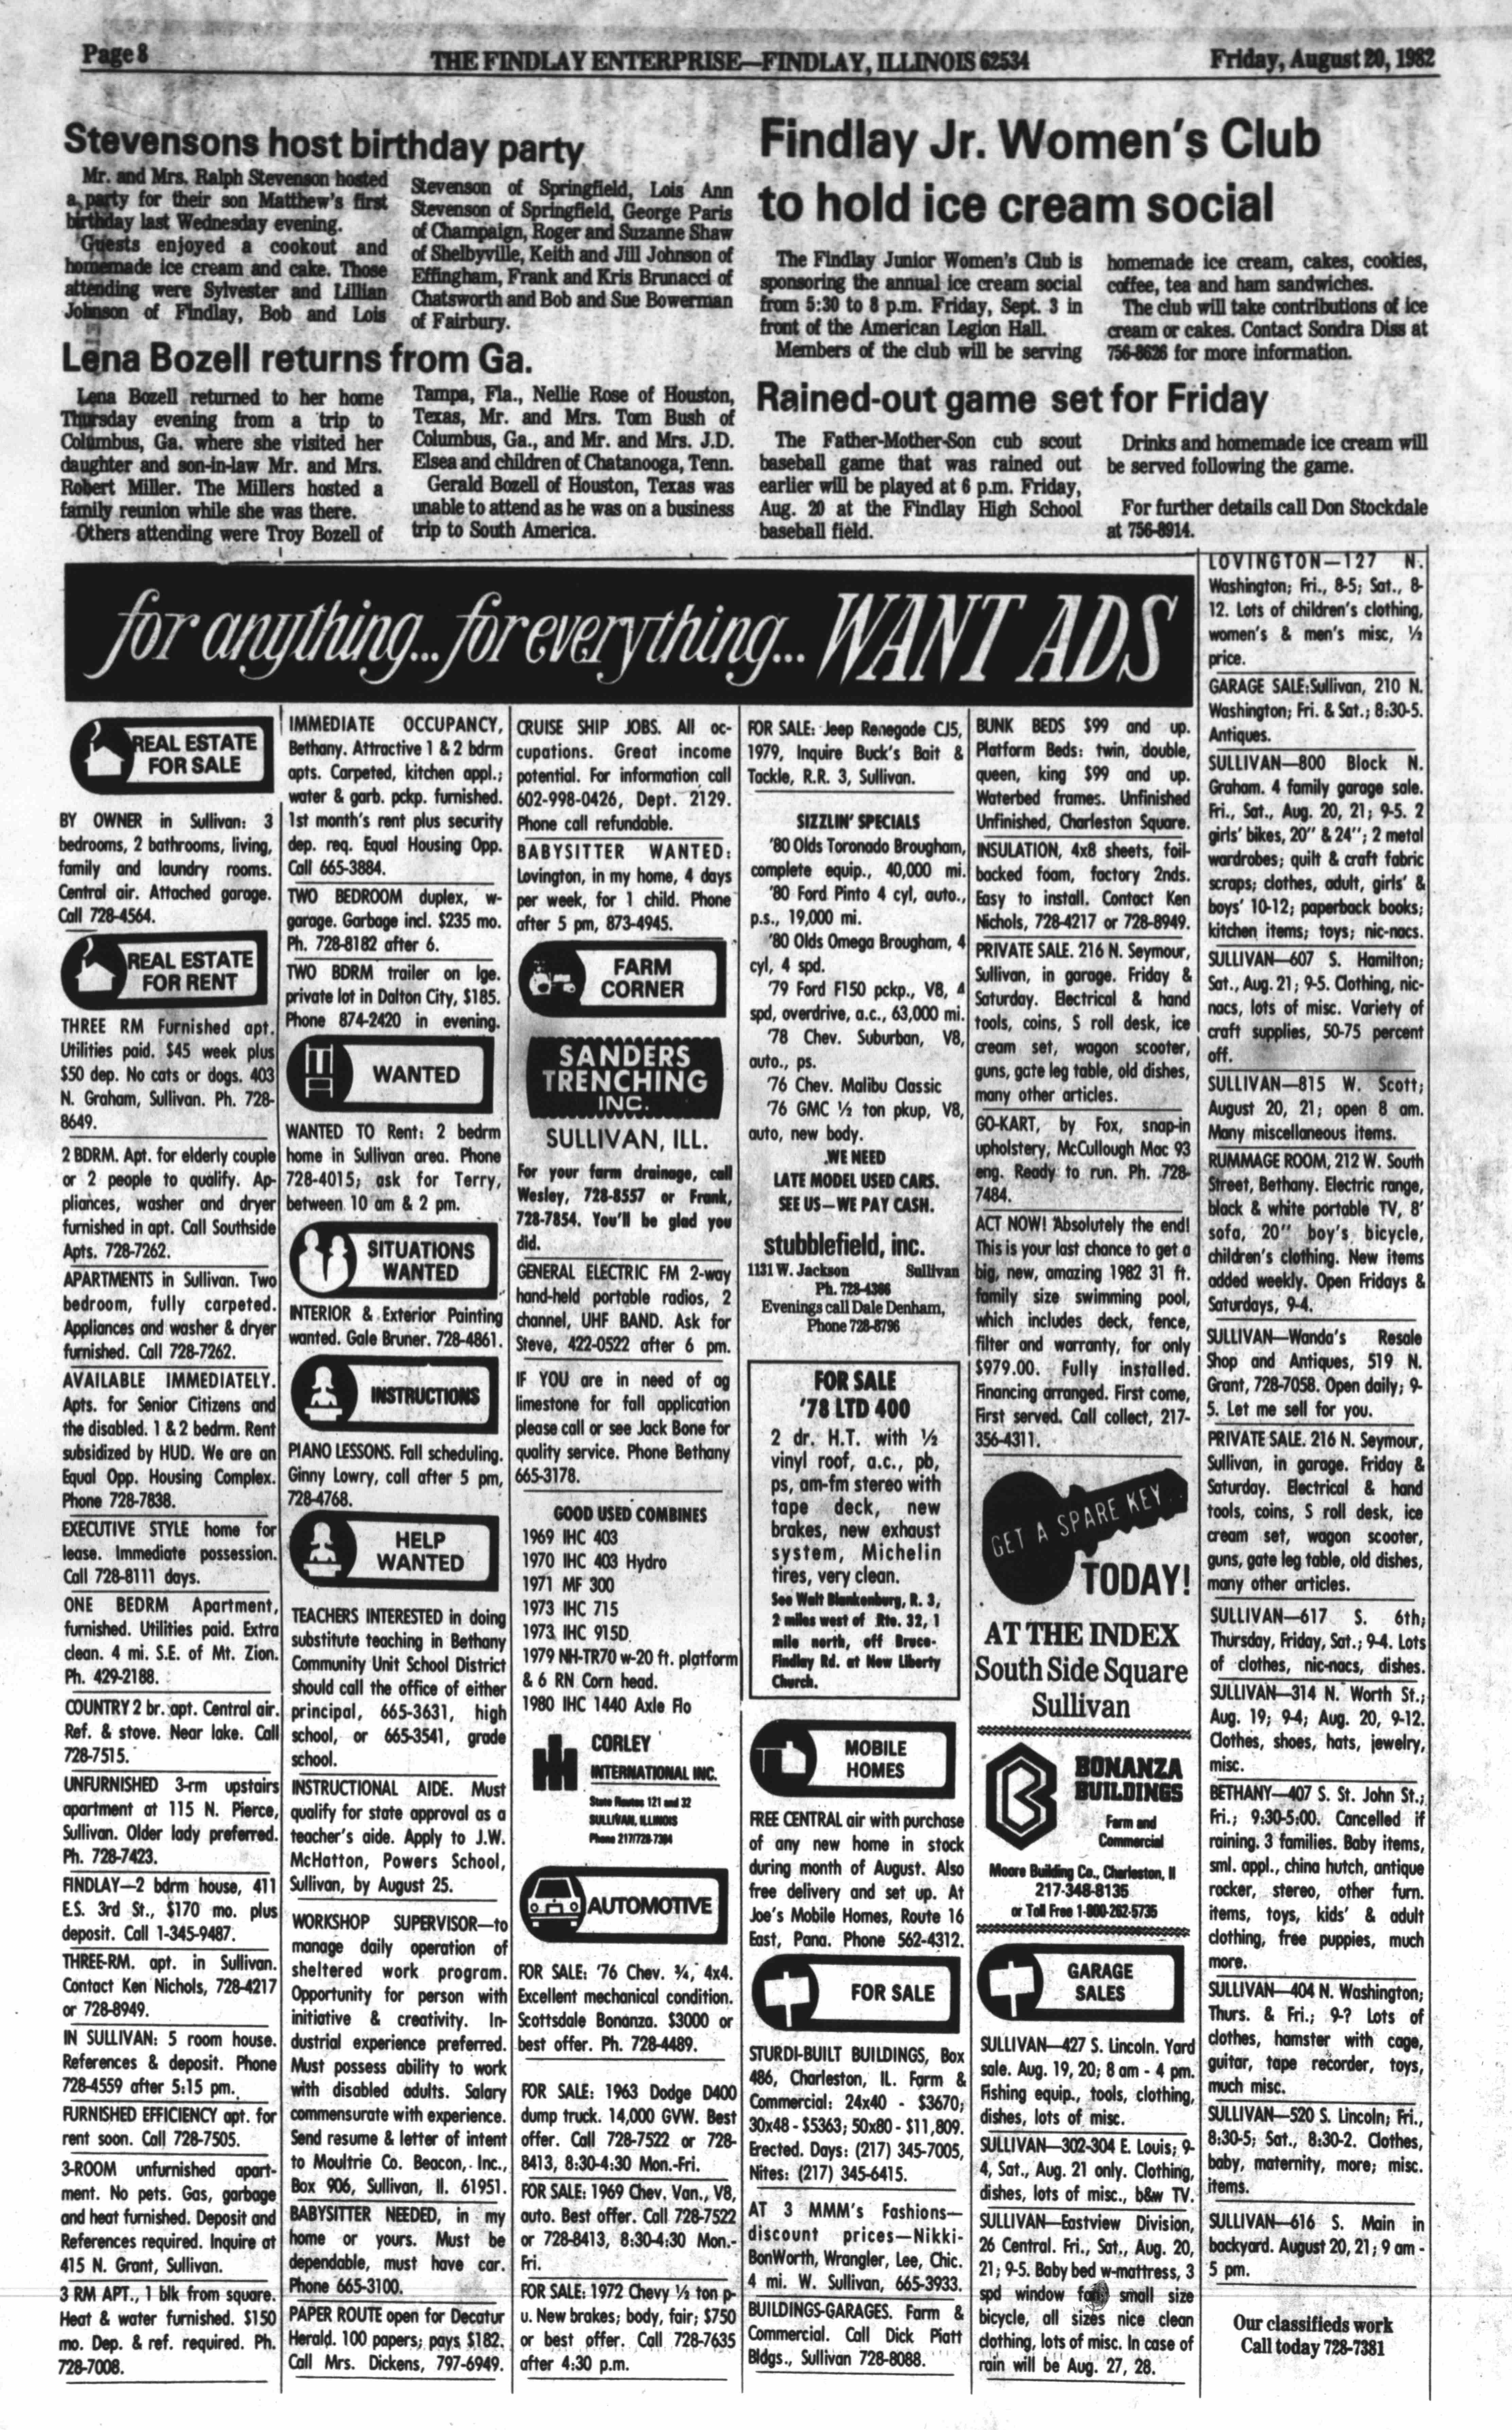 Page 8
THE FINDLAY ENTERPRISE—FINDLAY, ILLINOIS 62534
Friday, August 20, 1982
Stevensons host birthday party
Mr. and Mrs. Ralph Stevenson hosted
a party for their son Matthew's first
birthday last Wednesday evening.
Guests enjoyed a cookout and
homemade ice cream and cake. Those
attending were Sylvester and Lillian
Johnson of Findlay, Bob and Lois
Stevenson of Springfield, Lois Ann
Stevenson of Springfield, George Paris
of Champaign, Roger and Suzanne Shaw
of Shelbyville, Keith and Jill Johnson of
Effingham, Frank and Kris Brunacci of
Chatsworth and Bob and Sue Bowerman
of Fairbury.
Lena Bozell returns from Ga.
Lena Bozell returned to her home
Thursday evening from a trip to
Columbus, Ga. where she visited her
daughter and son-in-law Mr. and Mrs.
Robert Miller. The Millers hosted a
family reunion while she was there.
Others attending were Troy Bozell of
Tampa, Fla., Nellie Rose of Houston,
Texas, Mr. and Mrs. Tom Bush of
Columbus, Ga., and Mr. and Mrs. J.D.
Elsea and children of Chatanooga, Tenn.
Gerald Bozell of Houston, Texas was
unable to attend as he was on a business
trip to South America.
Findlay Jr. Women's Club
to hold ice cream social
The Findlay Junior Women's Club is
sponsoring the annual ice cream social
from 5:30 to 8 p.m. Friday, Sept. 3 in
front of the American Legion Hall.
Members of the club will be serving
homemade ice cream, cakes, cookies,
coffee, tea and ham sandwiches.
The club will take contributions of ice
cream or cakes. Contact Sondra Diss at
756-8626 for more information.
Rained-out game set for Friday
The Father-Mother-Son cub scout
baseball game that was rained out
earlier will be played at 6 p.m. Friday,
Aug. 20 at the Findlay High School
baseball field.
Drinks and homemade ice cream will
be served following the game.
For further details call Don Stockdale
at 756-8914.
for anything... for everything... WANT ADS
REAL ESTATE
FOR SALE
BY OWNER in Sullivan: 3
bedrooms, 2 bathrooms, living,
family and laundry rooms.
Central air. Attached garage.
Call 728-4564.
REAL ESTATE
FOR RENT
THREE RM Furnished apt.
Utilities paid. $45 week plus
$50 dep. No cats or dogs. 403
N. Graham, Sullivan. Ph. 728-
8649.
2 BDRM. Apt. for elderly couple
or 2 people to qualify. Ap-
pliances, washer and dryer
furnished in apt. Call Southside
Apts. 728-7262.
APARTMENTS in Sullivan. Two
bedroom, fully carpeted.
Appliances and washer & dryer
furnished. Call 728-7262.
AVAILABLE IMMEDIATELY.
Apts. for Senior Citizens and
the disabled. 1 & 2 bedrm. Rent
subsidized by HUD. We are an
Equal Opp. Housing Complex.
Phone 728-7838.
EXECUTIVE STYLE home for
lease. Immediate possession.
Call 728-8111 days.
ONE BEDRM Apartment,
furnished. Utilities paid. Extra
clean. 4 mi. S.E. of Mt. Zion.
Ph. 429-2188.
COUNTRY 2 br. apt. Central air.
Ref. & stove. Near lake. Call
728-7515.
UNFURNISHED 3-rm upstairs
apartment at 115 N. Pierce,
Sullivan. Older lady preferred.
Ph. 728-7423.
FINDLAY—2 bdrm house, 411
E.S. 3rd St., $170 mo. plus
deposit. Call 1-345-9487.
THREE-RM. apt. in Sullivan.
Contact Ken Nichols, 728-4217
or 728-8949.
IN SULLIVAN: 5 room house.
References & deposit. Phone
728-4559 after 5:15 pm.
FURNISHED EFFICIENCY apt. for
rent soon. Call 728-7505.
3-ROOM unfurnished apart-
ment. No pets. Gas, garbage
and heat furnished. Deposit and
References required. Inquire at
415 N. Grant, Sullivan.
3 RM APT., 1 blk from square.
Heat & water furnished. $150
mo. Dep. & ref. required. Ph.
728-7008.
IMMEDIATE OCCUPANCY,
Bethany. Attractive 1 & 2 bdrm
apts. Carpeted, kitchen appl.;
water & garb. pckp. furnished.
1st month's rent plus security
dep. req. Equal Housing Opp.
Call 665-3884.
TWO BEDROOM duplex, w-
garage. Garbage incl. $235 mo.
Ph. 728-8182 after 6.
TWO BDRM trailer on lge.
private lot in Dalton City, $185.
Phone 874-2420 in evening.
WANTED
WANTED TO Rent: 2 bedrm
home in Sullivan area. Phone
728-4015; ask for Terry,
between 10 am & 2 pm.
SITUATIONS
WANTED
INTERIOR & Exterior Painting
wanted. Gale Bruner. 728-4861.
INSTRUCTIONS
PIANO LESSONS. Fall scheduling.
Ginny Lowry, call after 5 pm,
728-4768.
HELP
WANTED
TEACHERS INTERESTED in doing
substitute teaching in Bethany
Community Unit School District
should call the office of either
principal, 665-3631, high
school, or 665-3541, grade
school.
INSTRUCTIONAL AIDE. Must
qualify for state approval as a
teacher's aide. Apply to J.W.
McHatton, Powers School,
Sullivan, by August 25.
WORKSHOP SUPERVISOR—to
manage daily operation of
sheltered work program.
Opportunity for person with
initiative & creativity. In-
dustrial experience preferred.
Must possess ability to work
with disabled adults. Salary
commensurate with experience.
Send resume & letter of intent
to Moultrie Co. Beacon, Inc.,
Box 906, Sullivan, Il. 61951.
BABYSITTER NEEDED, in my
home or yours. Must be
dependable, must have car.
Phone 665-3100.
PAPER ROUTE open for Decatur
Herald. 100 papers; pays $182.
Call Mrs. Dickens, 797-6949.
CRUISE SHIP JOBS. All oc-
cupations. Great income
potential. For information call
602-998-0426, Dept. 2129.
Phone call refundable.
BABYSITTER WANTED:
Lovington, in my home, 4 days
per week, for 1 child. Phone
after 5 pm, 873-4945.
FARM
CORNER
SANDERS
TRENCHING
INC.
SULLIVAN, ILL.
For your farm drainage, call
Wesley, 728-8557 or Frank,
728-7854. You'll be glad you
did.
GENERAL ELECTRIC FM 2-way
hand-held portable radios, 2
channel, UHF BAND. Ask for
Steve, 422-0522 after 6 pm.
IF YOU are in need of ag
limestone for fall application
please call or see Jack Bone for
quality service. Phone Bethany
665-3178.
GOOD USED COMBINES
1969 IHC 403
1970 IHC 403 Hydro
1971 MF 300
1973 IHC 715
1973 IHC 915D
1979 NH-TR70 w-20 ft. platform
& 6 RN Corn head.
1980 IHC 1440 Axle Flo
CORLEY
INTERNATIONAL INC.
State Routes 121 and 32
SULLIVAN, ILLINOIS
Phone 217/728-7384
AUTOMOTIVE
FOR SALE: '76 Chev. ¾, 4x4.
Excellent mechanical condition.
Scottsdale Bonanza. $3000 or
best offer. Ph. 728-4489.
FOR SALE: 1963 Dodge D400
dump truck. 14,000 GVW. Best
offer. Call 728-7522 or 728-
8413, 8:30-4:30 Mon.-Fri.
FOR SALE: 1969 Chev. Van., V8,
auto. Best offer. Call 728-7522
or 728-8413, 8:30-4:30 Mon.-
Fri.
FOR SALE: 1972 Chevy ½ ton p-
u. New brakes; body, fair; $750
or best offer. Call 728-7635
after 4:30 p.m.
FOR SALE: Jeep Renegade CJ5,
1979, Inquire Buck's Bait &
Tackle, R.R. 3, Sullivan.
SIZZLIN' SPECIALS
'80 Olds Toronado Brougham,
complete equip., 40,000 mi.
'80 Ford Pinto 4 cyl, auto.,
p.s., 19,000 mi.
'80 Olds Omega Brougham, 4
cyl, 4 spd.
'79 Ford F150 pckp., V8, 4
spd, overdrive, a.c., 63,000 mi.
'78 Chev. Suburban, V8,
auto., ps.
'76 Chev. Malibu Classic
'76 GMC ½ ton pkup, V8,
auto, new body.
WE NEED
LATE MODEL USED CARS.
SEE US—WE PAY CASH.
stubblefield, inc.
1131 W. Jackson Sullivan
Ph. 728-4366
Evenings call Dale Denham,
Phone 728-8796
FOR SALE
'78 LTD 400
2 dr. H.T. with ½
vinyl roof, a.c., pb,
ps, am-fm stereo with
tape deck, new
brakes, new exhaust
system, Michelin
tires, very clean.
See Walt Blankenburg, R. 3,
2 miles west of Rte. 32, 1
mile north, off Bruce-
Findlay Rd. at New Liberty
Church.
MOBILE
HOMES
FREE CENTRAL air with purchase
of any new home in stock
during month of August. Also
free delivery and set up. At
Joe's Mobile Homes, Route 16
East, Pana. Phone 562-4312.
FOR SALE
STURDI-BUILT BUILDINGS, Box
486, Charleston, IL. Farm &
Commercial: 24x40 - $3670;
30x48 - $5363; 50x80 - $11,809.
Erected. Days: (217) 345-7005,
Nites: (217) 345-6415.
AT 3 MMM's Fashions—
discount prices—Nikki-
BonWorth, Wrangler, Lee, Chic.
4 mi. W. Sullivan, 665-3933.
BUILDINGS-GARAGES. Farm &
Commercial. Call Dick Piatt
Bldgs., Sullivan 728-8088.
BUNK BEDS $99 and up.
Platform Beds: twin, double,
queen, king $99 and up.
Waterbed frames. Unfinished
Unfinished, Charleston Square.
INSULATION, 4x8 sheets, foil-
backed foam, factory 2nds.
Easy to install. Contact Ken
Nichols, 728-4217 or 728-8949.
PRIVATE SALE. 216 N. Seymour,
Sullivan, in garage. Friday &
Saturday. Electrical & hand
tools, coins, S roll desk, ice
cream set, wagon scooter,
guns, gate leg table, old dishes,
many other articles.
GO-KART, by Fox, snap-in
upholstery, McCullough Mac 93
eng. Ready to run. Ph. 728-
7484.
ACT NOW! Absolutely the end!
This is your last chance to get a
big, new, amazing 1982 31 ft.
family size swimming pool,
which includes deck, fence,
filter and warranty, for only
$979.00. Fully installed.
Financing arranged. First come,
First served. Call collect, 217-
356-4311.
GET A SPARE KEY
TODAY!
AT THE INDEX
South Side Square
Sullivan
BONANZA
BUILDINGS
Farm and
Commercial
Moore Building Co., Charleston, Il
217-348-8135
or Toll Free 1-800-262-5735
GARAGE
SALES
SULLIVAN—427 S. Lincoln. Yard
sale. Aug. 19, 20; 8 am - 4 pm.
Fishing equip., tools, clothing,
dishes, lots of misc.
SULLIVAN—302-304 E. Louis; 9-
4, Sat., Aug. 21 only. Clothing,
dishes, lots of misc., b&w TV.
SULLIVAN—Eastview Division,
26 Central. Fri., Sat., Aug. 20,
21; 9-5. Baby bed w-mattress, 3
spd window fan, small size
bicycle, all sizes nice clean
clothing, lots of misc. In case of
rain will be Aug. 27, 28.
LOVINGTON—127 N.
Washington; Fri., 8-5; Sat., 8-
12. Lots of children's clothing,
women's & men's misc, ½
price.
GARAGE SALE:Sullivan, 210 N.
Washington; Fri. & Sat.; 8:30-5.
Antiques.
SULLIVAN—800 Block N.
Graham. 4 family garage sale.
Fri., Sat., Aug. 20, 21; 9-5. 2
girls' bikes, 20" & 24"; 2 metal
wardrobes; quilt & craft fabric
scraps; clothes, adult, girls' &
boys' 10-12; paperback books;
kitchen items; toys; nic-nacs.
SULLIVAN—607 S. Hamilton;
Sat., Aug. 21; 9-5. Clothing, nic-
nacs, lots of misc. Variety of
craft supplies, 50-75 percent
off.
SULLIVAN—815 W. Scott;
August 20, 21; open 8 am.
Many miscellaneous items.
RUMMAGE ROOM, 212 W. South
Street, Bethany. Electric range,
black & white portable TV, 8'
sofa, 20" boy's bicycle,
children's clothing. New items
added weekly. Open Fridays &
Saturdays, 9-4.
SULLIVAN—Wanda's Resale
Shop and Antiques, 519 N.
Grant, 728-7058. Open daily; 9-
5. Let me sell for you.
PRIVATE SALE. 216 N. Seymour,
Sullivan, in garage. Friday &
Saturday. Electrical & hand
tools, coins, S roll desk, ice
cream set, wagon scooter,
guns, gate leg table, old dishes,
many other articles.
SULLIVAN—617 S. 6th;
Thursday, Friday, Sat.; 9-4. Lots
of clothes, nic-nacs, dishes.
SULLIVAN—314 N. Worth St.;
Aug. 19; 9-4; Aug. 20, 9-12.
Clothes, shoes, hats, jewelry,
misc.
BETHANY—407 S. St. John St.;
Fri.; 9:30-5:00. Cancelled if
raining. 3 families. Baby items,
sml. appl., china hutch, antique
rocker, stereo, other furn.
items, toys, kids' & adult
clothing, free puppies, much
more.
SULLIVAN—404 N. Washington;
Thurs. & Fri.; 9-? Lots of
clothes, hamster with cage,
guitar, tape recorder, toys,
much misc.
SULLIVAN—520 S. Lincoln; Fri.,
8:30-5; Sat., 8:30-2. Clothes,
baby, maternity, more; misc.
items.
SULLIVAN—616 S. Main in
backyard. August 20, 21; 9 am -
5 pm.
Our classifieds work
Call today 728-7381